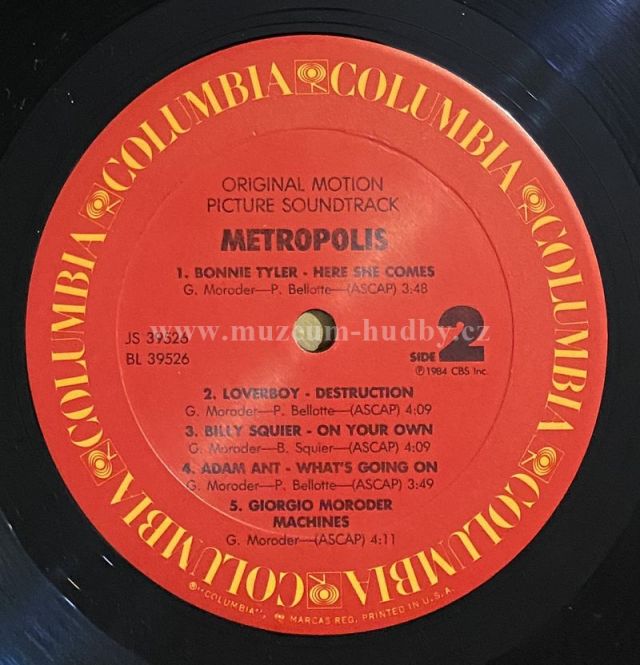 COLUMBIA COLUMBIA COLUMBIA COLUMBIA COLUMBIA COLUMBIA COLUMBIA COLUMBIA
ORIGINAL MOTION
PICTURE SOUNDTRACK
METROPOLIS
1. BONNIE TYLER - HERE SHE COMES
G. Moroder—P. Bellotte—(ASCAP) 3:48
www.muzeum-hudby.cz
JS 39526
BL 39526
SIDE 2
℗ 1984 CBS Inc.
2. LOVERBOY - DESTRUCTION
G. Moroder—P. Bellotte—(ASCAP) 4:09
3. BILLY SQUIER - ON YOUR OWN
G. Moroder—B. Squier—(ASCAP) 4:09
4. ADAM ANT - WHAT'S GOING ON
G. Moroder—P. Bellotte—(ASCAP) 3:49
5. GIORGIO MORODER
MACHINES
G. Moroder—(ASCAP) 4:11
®"COLUMBIA", MARCAS REG. PRINTED IN U.S.A.